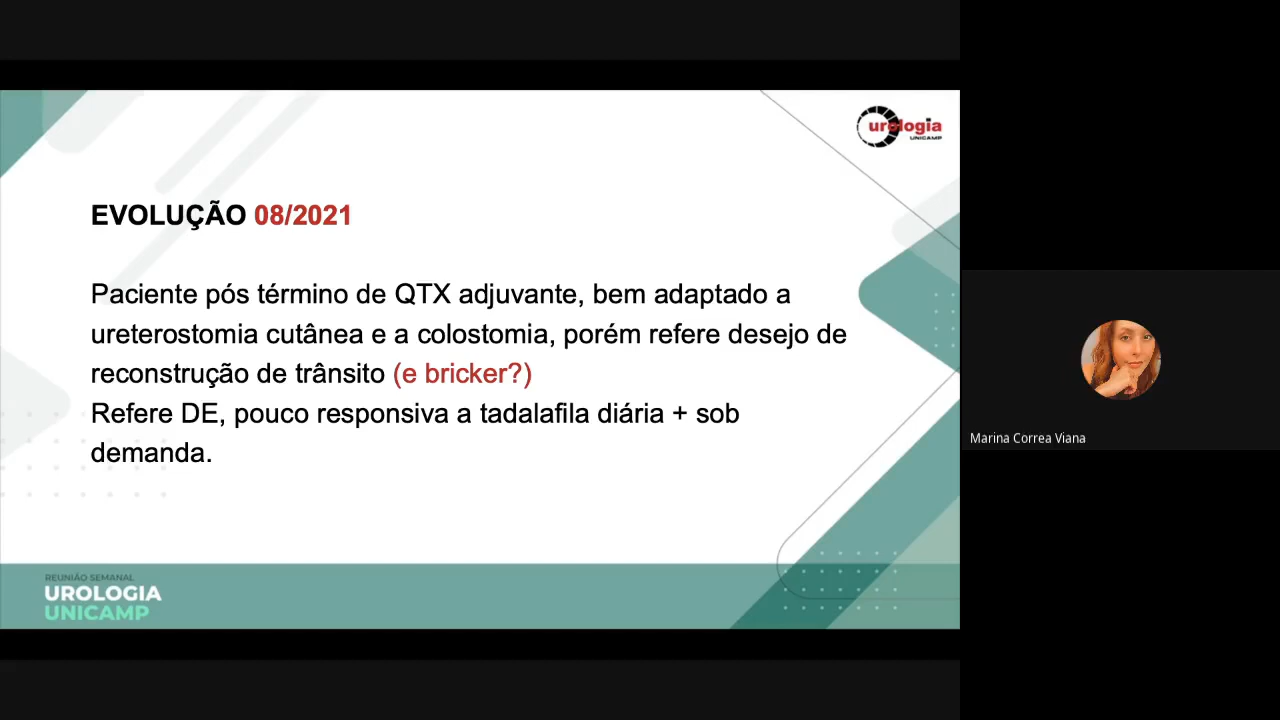 urologia
UNICAMP
EVOLUÇÃO 08/2021
Paciente pós término de QTX adjuvante, bem adaptado a
ureterostomia cutânea e a colostomia, porém refere desejo de
reconstrução de trânsito (e bricker?)
Refere DE, pouco responsiva a tadalafila diária + sob
demanda.
REUNIÃO SEMANAL
UROLOGIA
UNICAMP
Marina Correa Viana